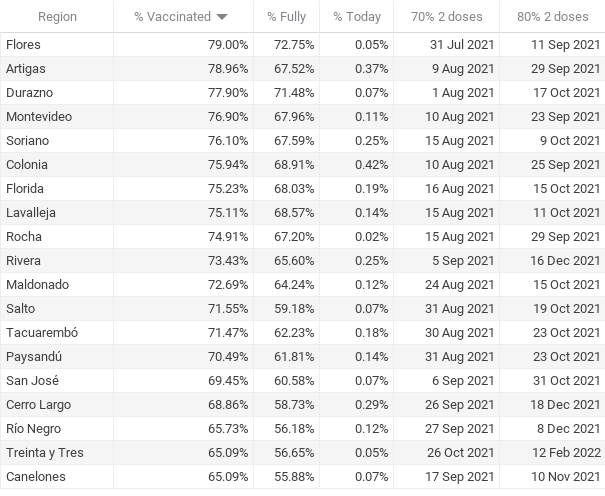 Region % Vaccinated % Fully % Today 70% 2 doses 80% 2 doses
Flores 79.00% 72.75% 0.05% 31 Jul 2021 11 Sep 2021
Artigas 78.96% 67.52% 0.37% 9 Aug 2021 29 Sep 2021
Durazno 77.90% 71.48% 0.07% 1 Aug 2021 17 Oct 2021
Montevideo 76.90% 67.96% 0.11% 10 Aug 2021 23 Sep 2021
Soriano 76.10% 67.59% 0.25% 15 Aug 2021 9 Oct 2021
Colonia 75.94% 68.91% 0.42% 10 Aug 2021 25 Sep 2021
Florida 75.23% 68.03% 0.19% 16 Aug 2021 15 Oct 2021
Lavalleja 75.11% 68.57% 0.14% 15 Aug 2021 11 Oct 2021
Rocha 74.91% 67.20% 0.02% 15 Aug 2021 29 Sep 2021
Rivera 73.43% 65.60% 0.25% 5 Sep 2021 16 Dec 2021
Maldonado 72.69% 64.24% 0.12% 24 Aug 2021 15 Oct 2021
Salto 71.55% 59.18% 0.07% 31 Aug 2021 19 Oct 2021
Tacuarembó 71.47% 62.23% 0.18% 30 Aug 2021 23 Oct 2021
Paysandú 70.49% 61.81% 0.14% 31 Aug 2021 23 Oct 2021
San José 69.45% 60.58% 0.07% 6 Sep 2021 31 Oct 2021
Cerro Largo 68.86% 58.73% 0.29% 26 Sep 2021 18 Dec 2021
Río Negro 65.73% 56.18% 0.12% 27 Sep 2021 8 Dec 2021
Treinta y Tres 65.09% 56.65% 0.05% 26 Oct 2021 12 Feb 2022
Canelones 65.09% 55.88% 0.07% 17 Sep 2021 10 Nov 2021